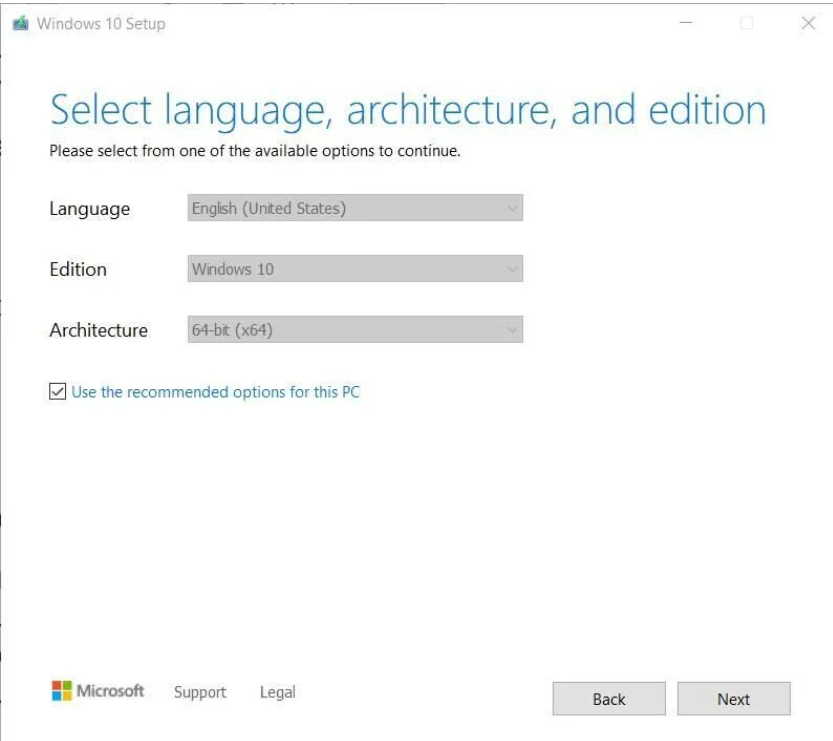 Windows 10 Setup
Select language, architecture, and edition
Please select from one of the available options to continue.
Language English (United States)
Edition Windows 10
Architecture 64-bit (x64)
Use the recommended options for this PC
Microsoft Support Legal Back Next